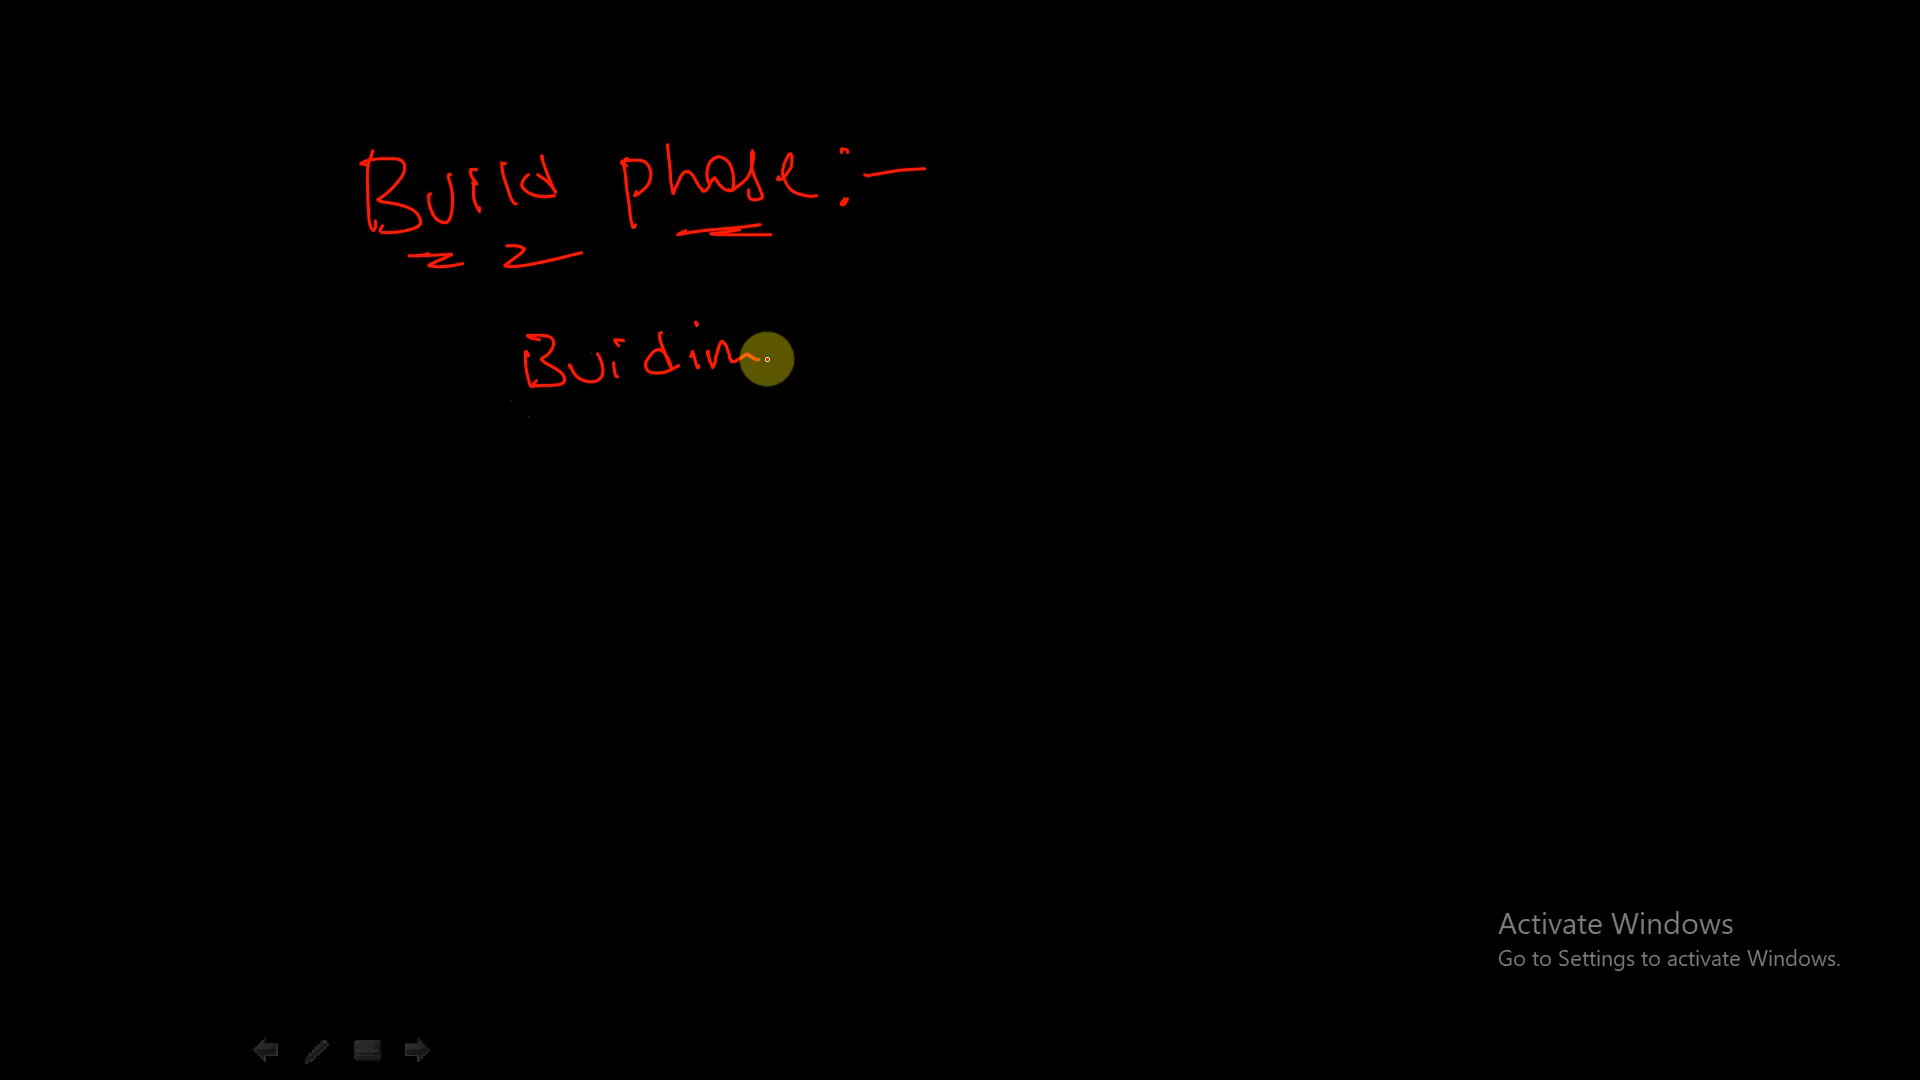 Build phase:-
Buidin
Activate Windows
Go to Settings to activate Windows.